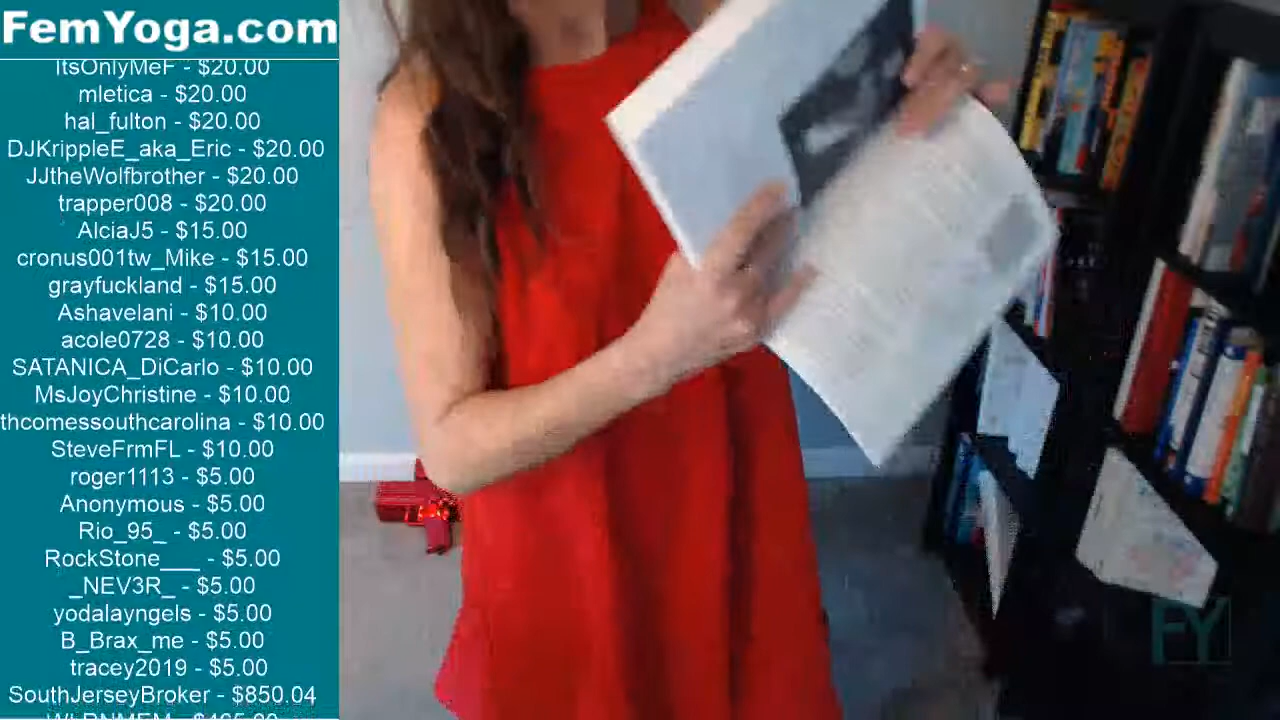 FemYoga.com
ItsOnlyMeF - $20.00
mletica - $20.00
hal_fulton - $20.00
DJKrippleE_aka_Eric - $20.00
JJtheWolfbrother - $20.00
trapper008 - $20.00
AlciaJ5 - $15.00
cronus001tw_Mike - $15.00
grayfuckland - $15.00
Ashavelani - $10.00
acole0728 - $10.00
SATANICA_DiCarlo - $10.00
MsJoyChristine - $10.00
thcomessouthcarolina - $10.00
SteveFrmFL - $10.00
roger1113 - $5.00
Anonymous - $5.00
Rio_95_ - $5.00
RockStone___ - $5.00
_NEV3R_ - $5.00
yodalayngels - $5.00
B_Brax_me - $5.00
tracey2019 - $5.00
SouthJerseyBroker - $850.04
FY